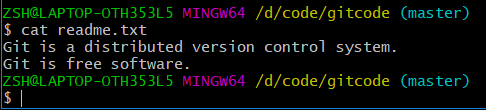 ZSH@LAPTOP-OTH353L5 MINGW64 /d/code/gitcode (master)
$ cat readme.txt
Git is a distributed version control system.
Git is free software.
ZSH@LAPTOP-OTH353L5 MINGW64 /d/code/gitcode (master)
$